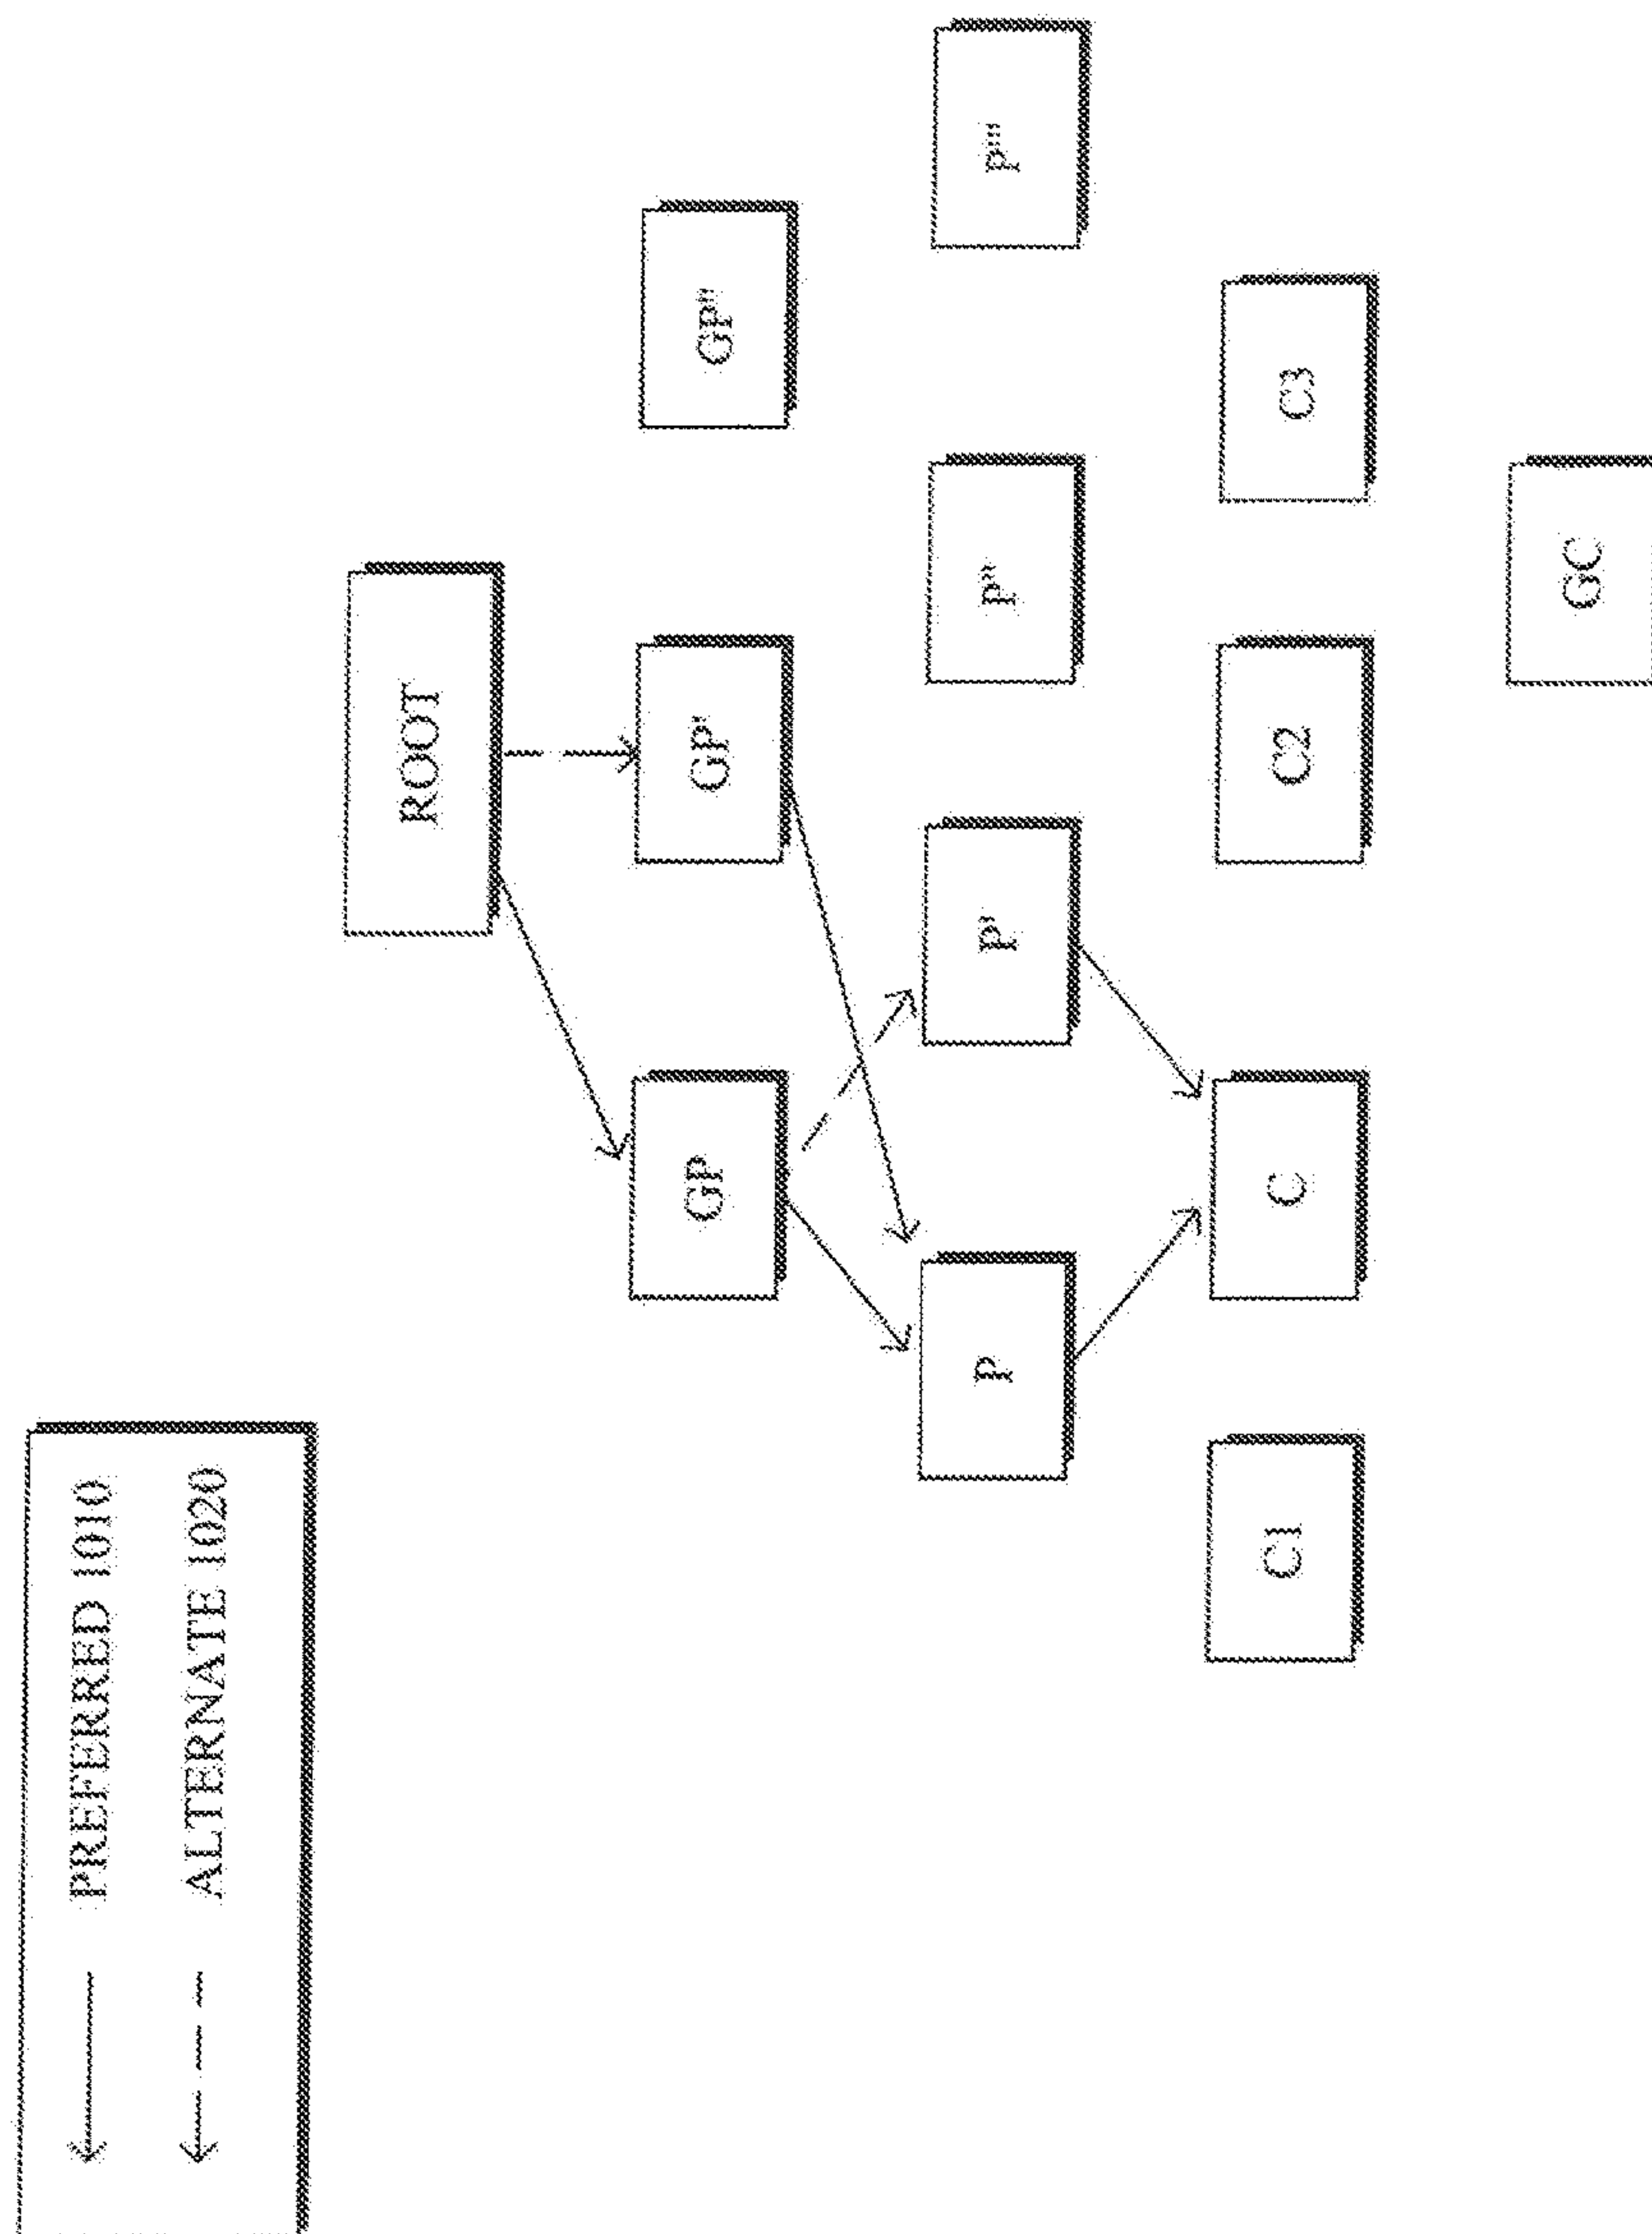 PREFERRED 1010
ALTERNATE 1020
ROOT
GP
GP'
GP"
P
P'
P"
P'''
C1
C
C2
C3
GC